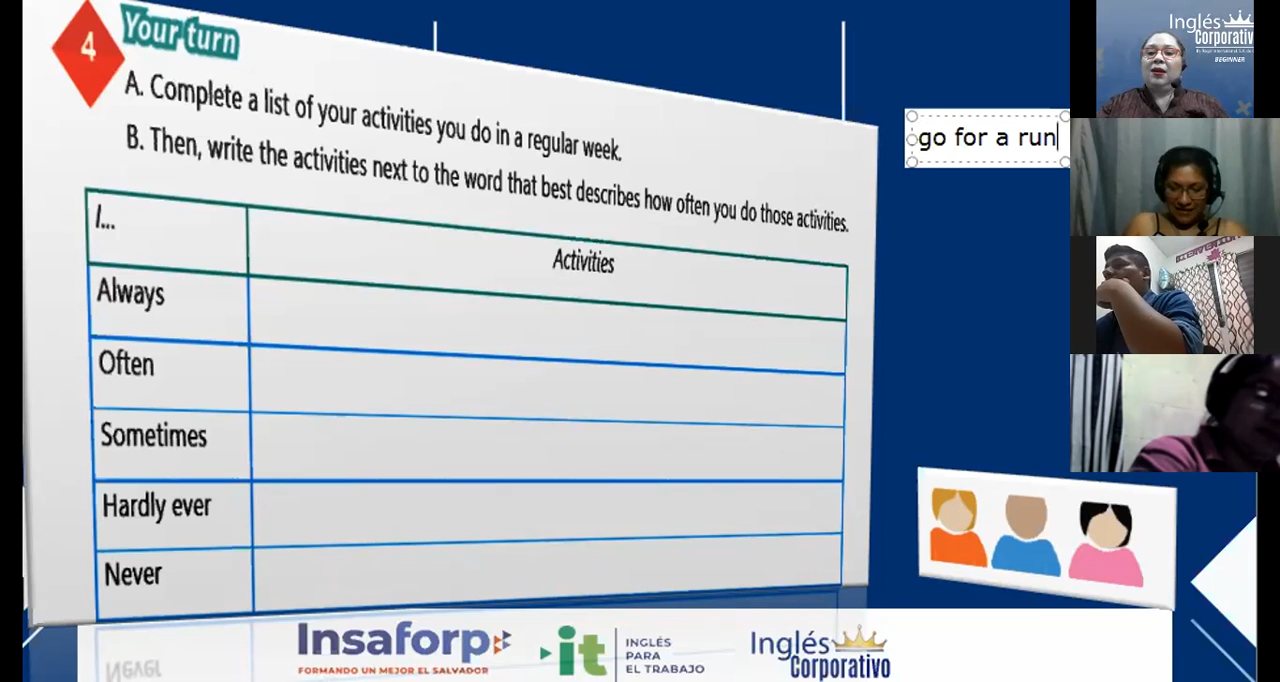 4
Your turn
A. Complete a list of your activities you do in a regular week.
B. Then, write the activities next to the word that best describes how often you do those activities.
I...
Activities
Always
Often
Sometimes
Hardly ever
Never
go for a run
Inglés
Corporativ
BEGINNER
Insaforp
FORMANDO UN MEJOR EL SALVADOR
it
INGLÉS
PARA
EL TRABAJO
Inglés
Corporativo